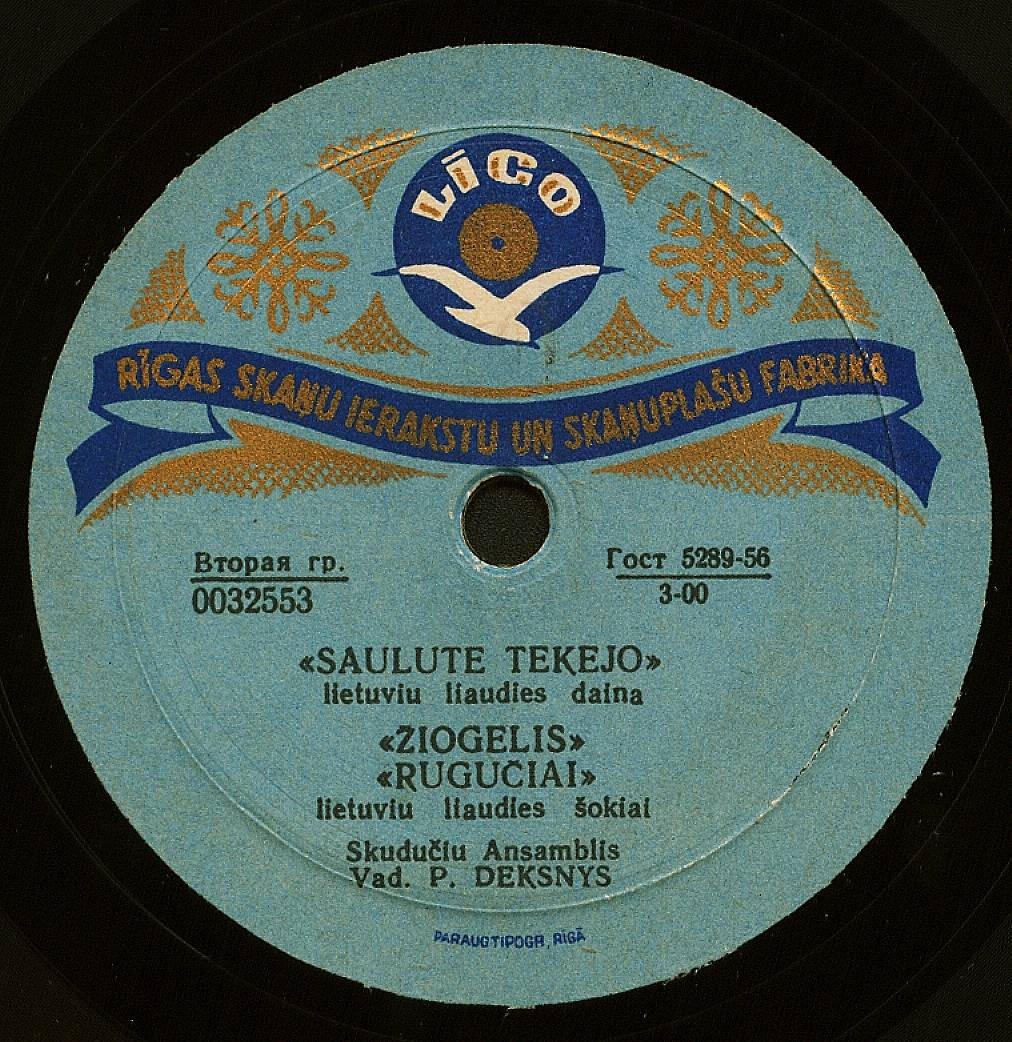 LĪGO
RĪGAS SKAŅU IERAKSTU UN SKAŅUPLAŠU FABRIKA
Вторая гр.
0032553
Гост 5289-56
3-00
«SAULUTE TEĶEJO»
lietuviu liaudies daina
«ŽIOGELIS»
«RUGUČIAI»
lietuviu liaudies šokiai
Skudučiu Ansamblis
Vad. P. DEKSNYS
PARAUGTIPOGR, RĪGĀ